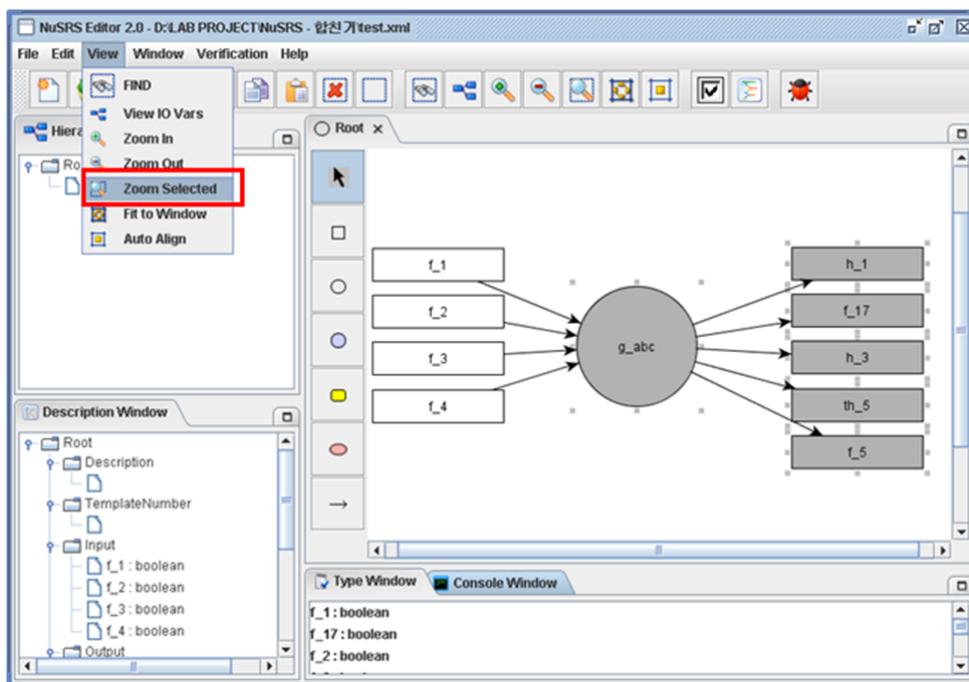 NuSRS Editor 2.0 - D:\LAB PROJECT\NuSRS - 합친거\test.xml
File Edit View Window Verification Help
FIND
View IO Vars
Zoom In
Zoom Out
Zoom Selected
Fit to Window
Auto Align
Hiera
Ro
Root x
f_1
f_2
f_3
f_4
g_abc
h_1
f_17
h_3
th_5
f_5
Description Window
Root
Description
TemplateNumber
Input
f_1 : boolean
f_2 : boolean
f_3 : boolean
f_4 : boolean
Output
Type Window
Console Window
f_1 : boolean
f_17 : boolean
f_2 : boolean